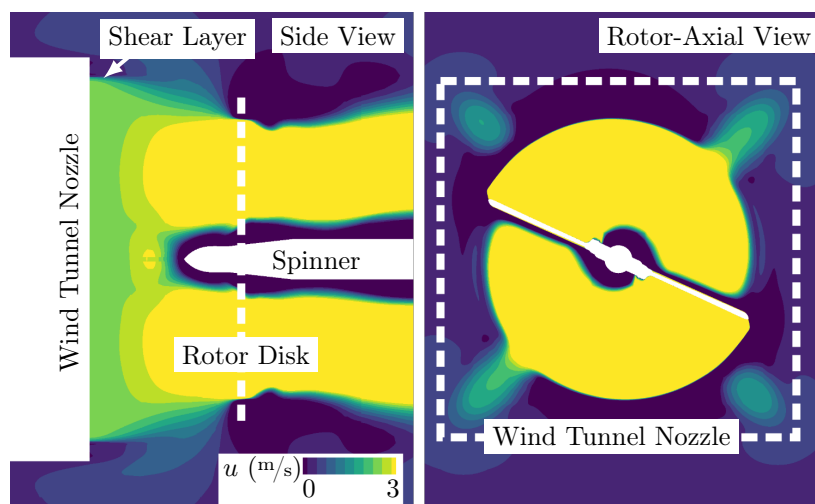 Shear Layer
Side View
Wind Tunnel Nozzle
Spinner
Rotor Disk
u (m/s)
0 3
Rotor-Axial View
Wind Tunnel Nozzle